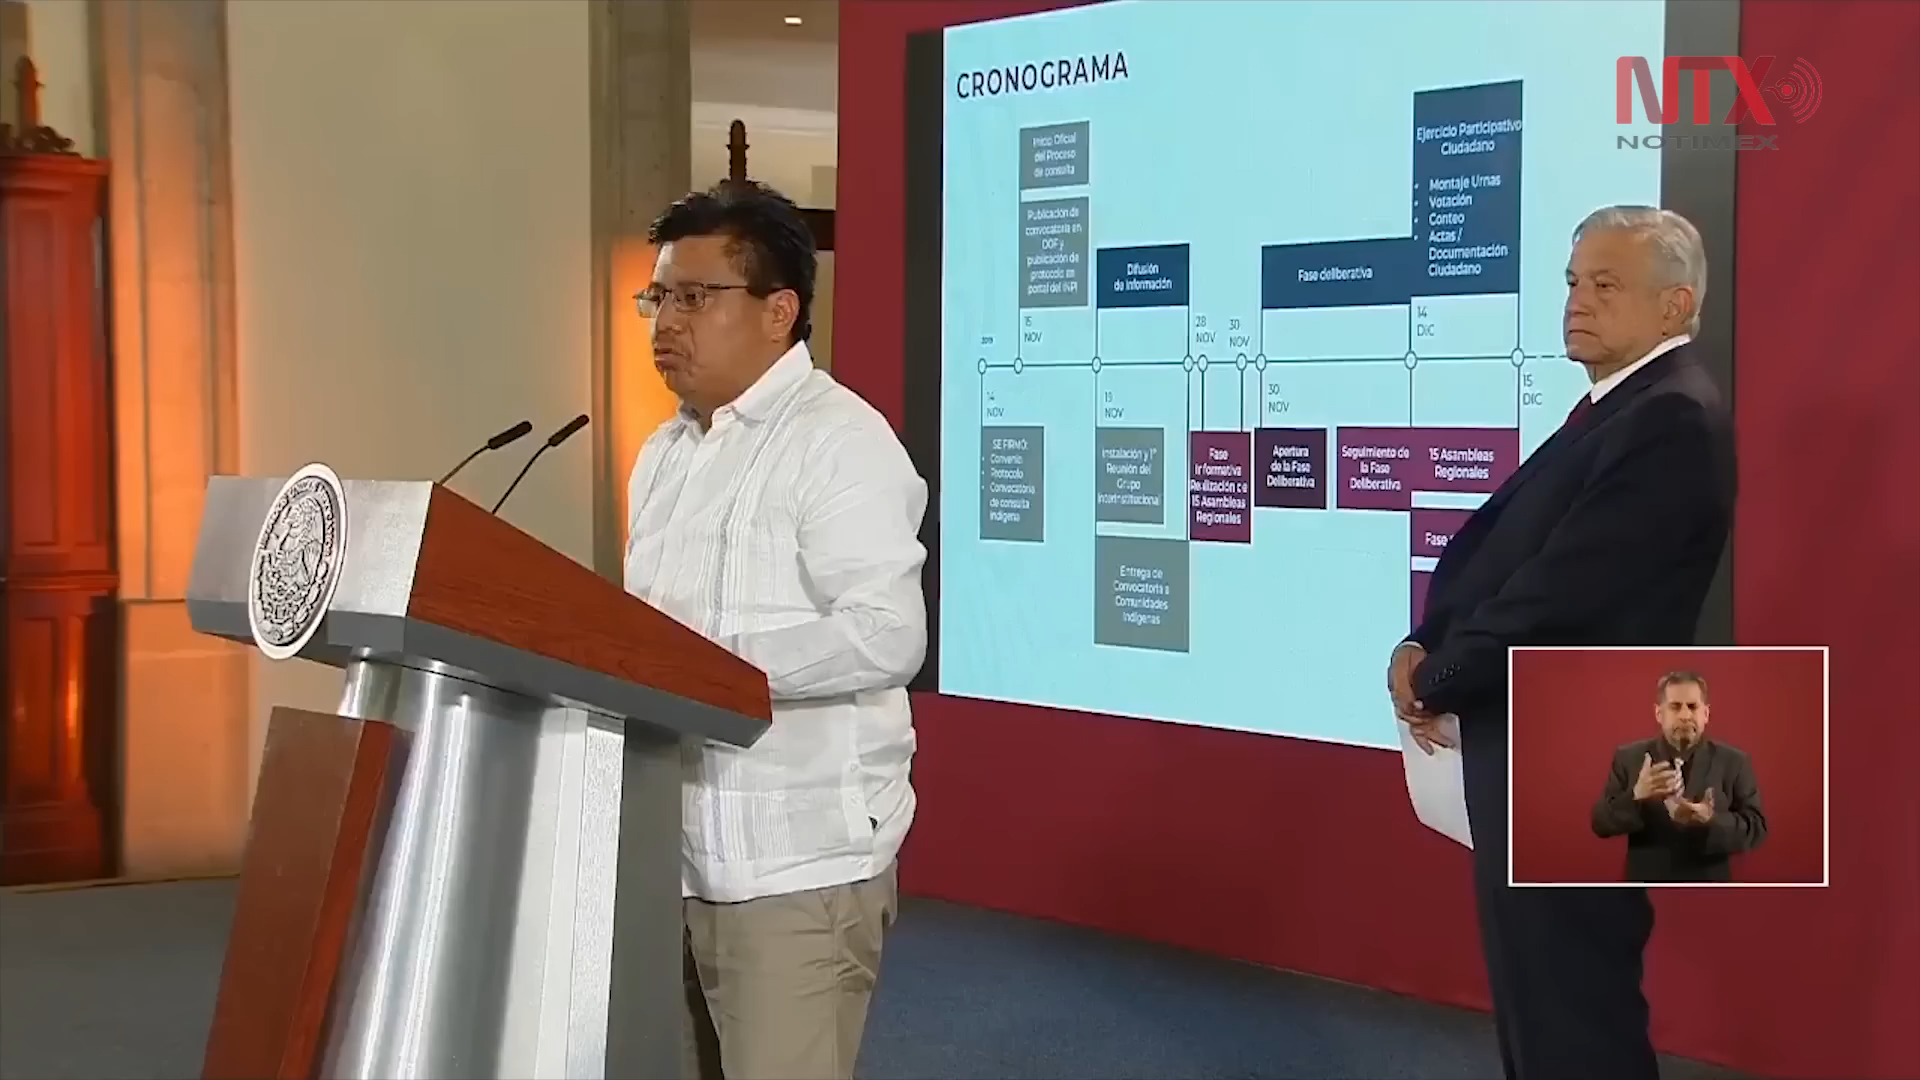 CRONOGRAMA
NTX
NOTIMEX
Inicio Oficial
del Proceso
de consulta
Publicación de
convocatoria en
DOF y
publicación de
protocolo en
portal del INPI
Difusión
de Información
Fase deliberativa
Ejercicio Participativo
Ciudadano
• Montaje Urnas
• Votación
• Conteo
• Actas /
Documentación
Ciudadano
2019
15
NOV
28
NOV
30
NOV
14
DIC
14
NOV
19
NOV
30
NOV
15
DIC
SE FIRMÓ:
• Convenio
• Protocolo
• Convocatoria
de consulta
Indígena
Instalación y 1ª
Reunión del
Grupo
Interinstitucional
Entrega de
Convocatoria a
Comunidades
Indígenas
Fase
Informativa
Realización de
15 Asambleas
Regionales
Apertura
de la Fase
Deliberativa
Seguimiento de
la Fase
Deliberativa
15 Asambleas
Regionales
Fase